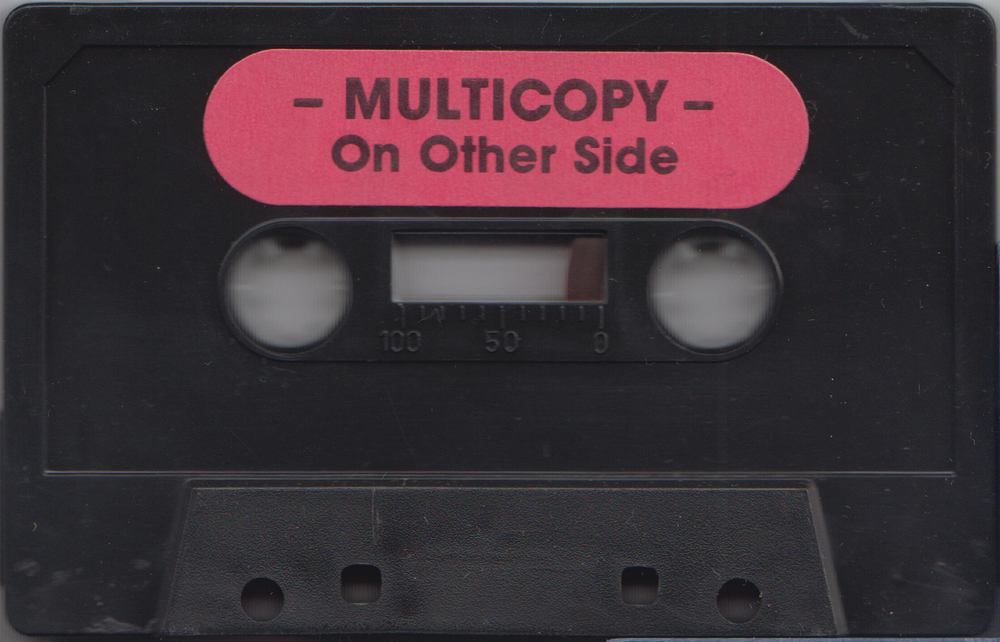 - MULTICOPY -
On Other Side
100 50 0